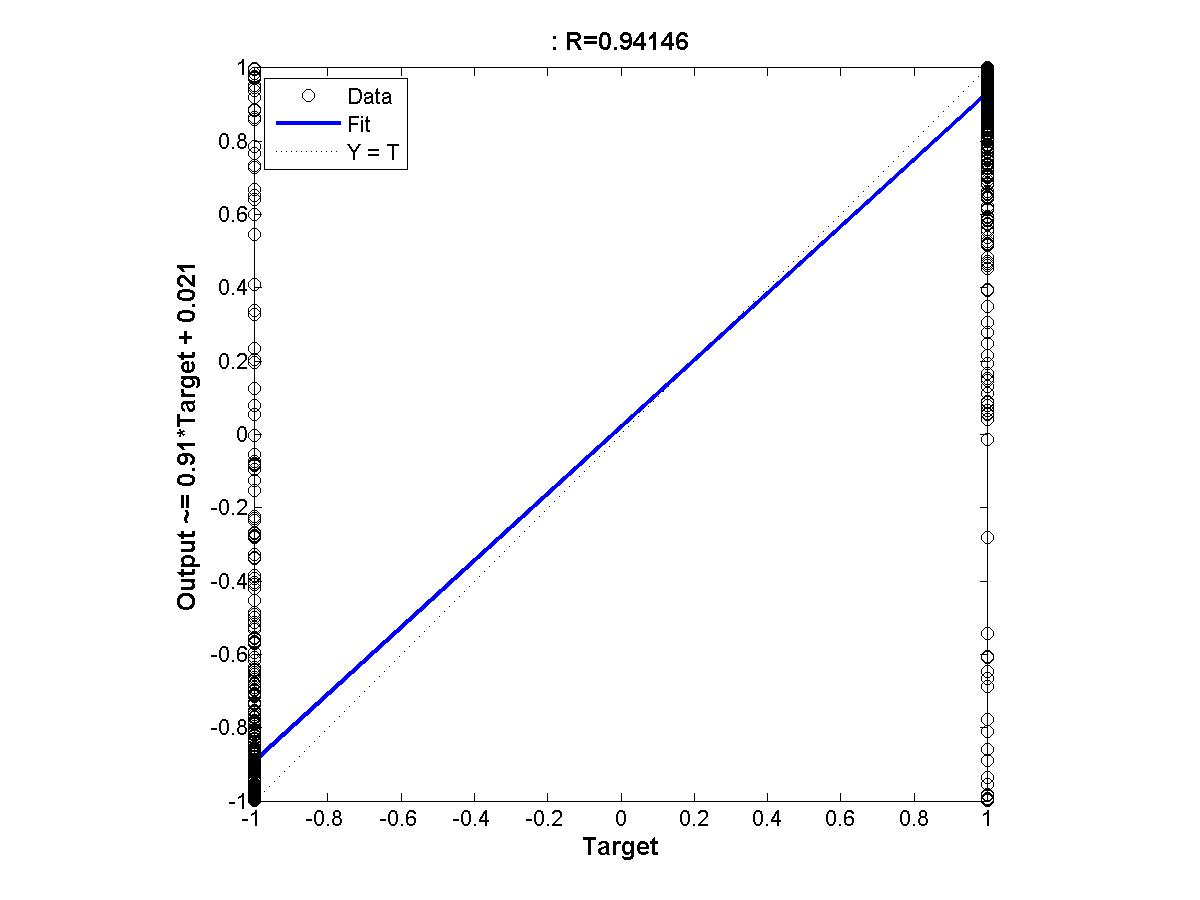 : R=0.94146
Data
Fit
Y = T
1
0.8
0.6
0.4
0.2
0
-0.2
-0.4
-0.6
-0.8
-1
Output ~= 0.91*Target + 0.021
-1 -0.8 -0.6 -0.4 -0.2 0 0.2 0.4 0.6 0.8 1
Target